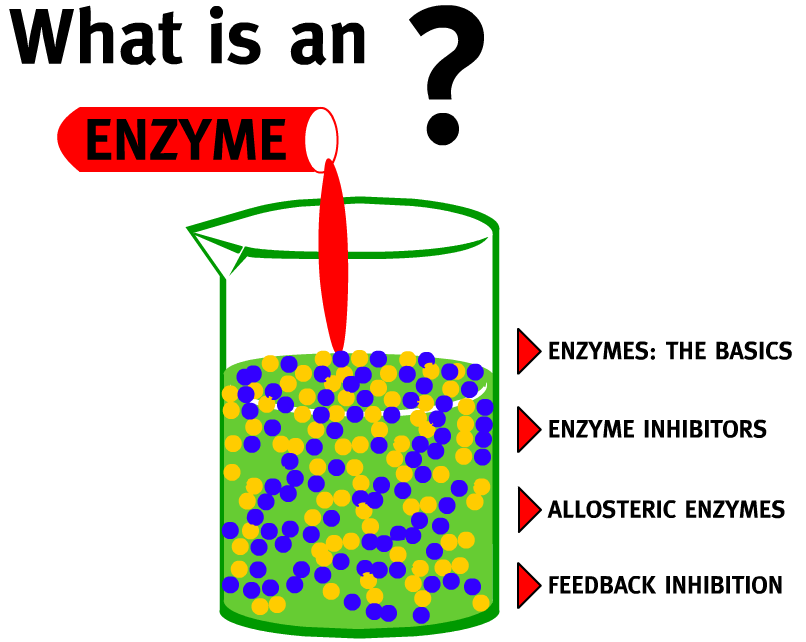 What is an ?
ENZYME
ENZYMES: THE BASICS
ENZYME INHIBITORS
ALLOSTERIC ENZYMES
FEEDBACK INHIBITION